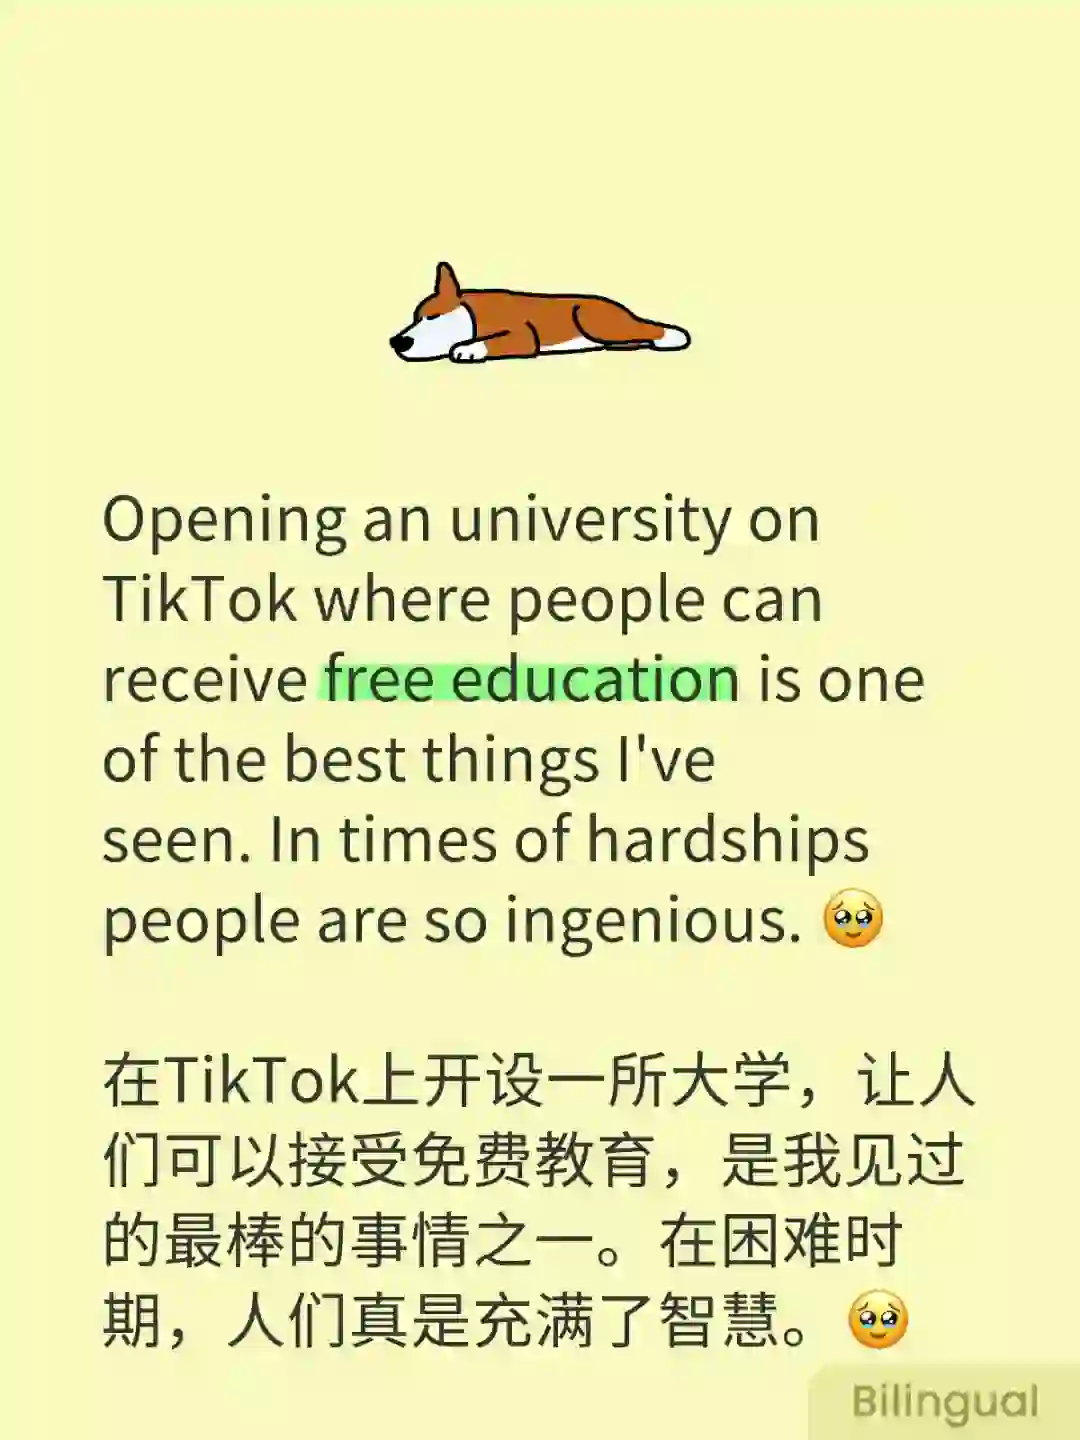 Opening an university on
TikTok where people can
receive free education is one
of the best things I've
seen. In times of hardships
people are so ingenious. 🥹
在TikTok上开设一所大学，让人
们可以接受免费教育，是我见过
的最棒的事情之一。在困难时
期，人们真是充满了智慧。🥹
Bilingual